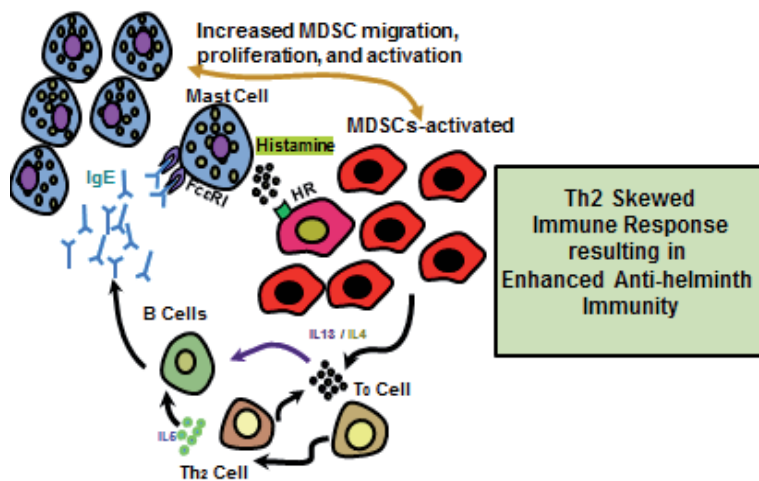 Increased MDSC migration,
proliferation, and activation
Mast Cell
MDSCs-activated
Histamine
IgE
FcεRI
HR
Th2 Skewed
Immune Response
resulting in
Enhanced Anti-helminth
Immunity
B Cells
IL13 / IL4
T0 Cell
IL5
Th2 Cell